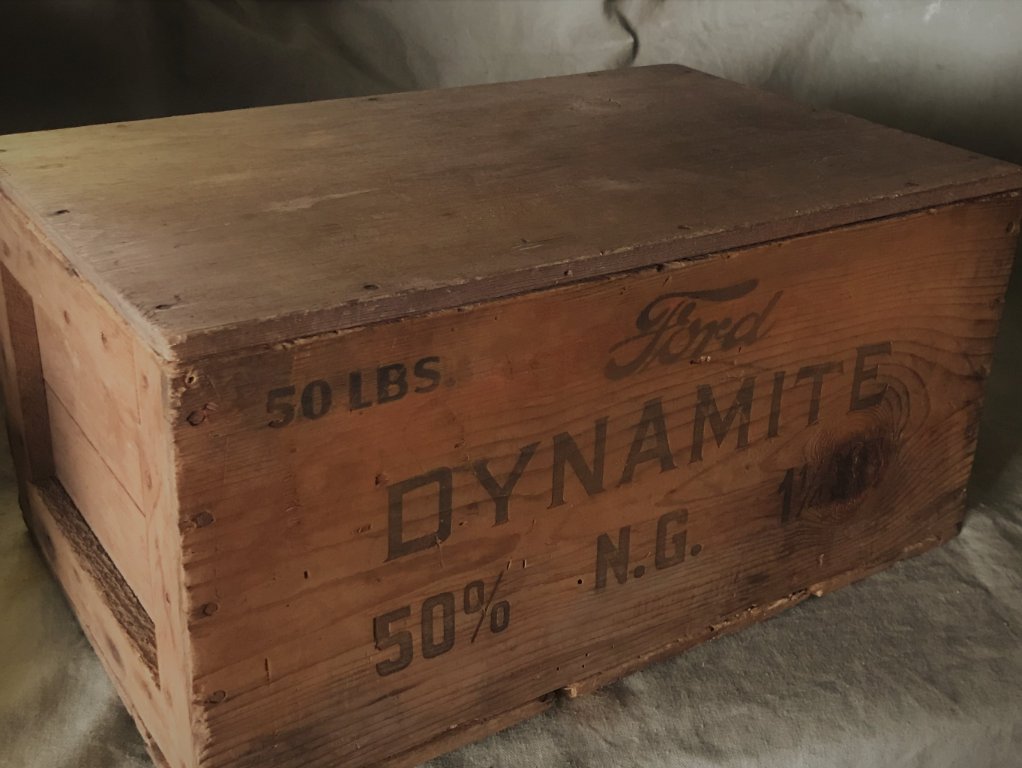 Ford
50 LBS.
DYNAMITE
50% N.G.